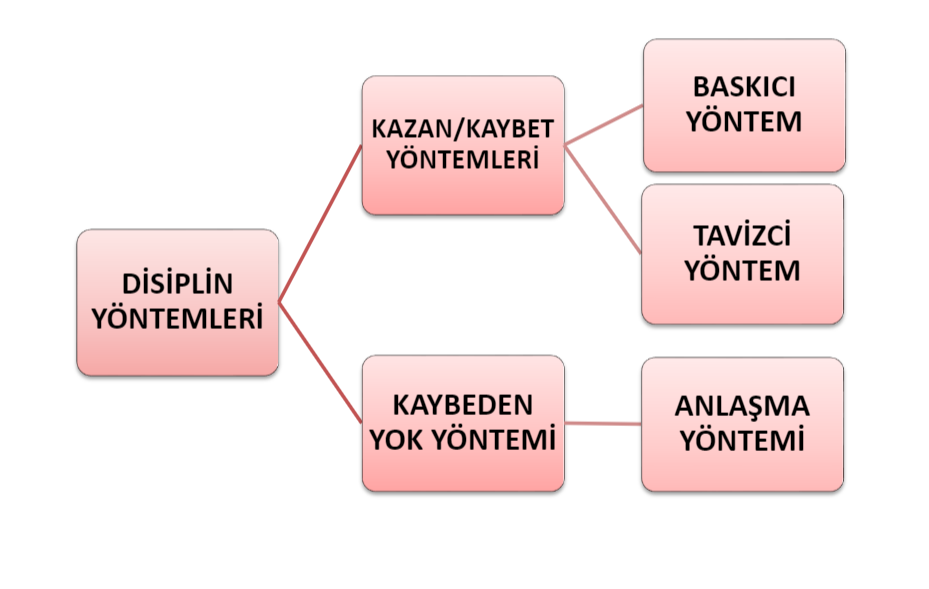 DİSİPLİN
YÖNTEMLERİ
KAZAN/KAYBET
YÖNTEMLERİ
BASKICI
YÖNTEM
TAVİZCİ
YÖNTEM
KAYBEDEN
YOK YÖNTEMİ
ANLAŞMA
YÖNTEMİ